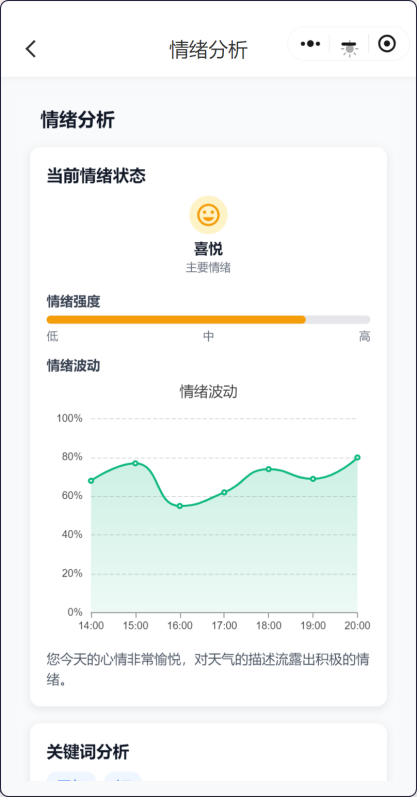 情绪分析
情绪分析
当前情绪状态
喜悦
主要情绪
情绪强度
低 中 高
情绪波动
情绪波动
100%
80%
60%
40%
20%
0%
14:00 15:00 16:00 17:00 18:00 19:00 20:00
您今天的心情非常愉悦，对天气的描述流露出积极的情
绪。
关键词分析